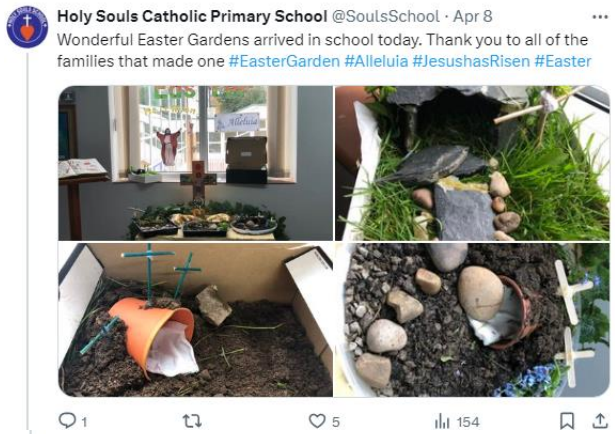 Holy Souls Catholic Primary School @SoulsSchool · Apr 8
Wonderful Easter Gardens arrived in school today. Thank you to all of the
families that made one #EasterGarden #Alleluia #JesushasRisen #Easter
Alleluia
1
5
154